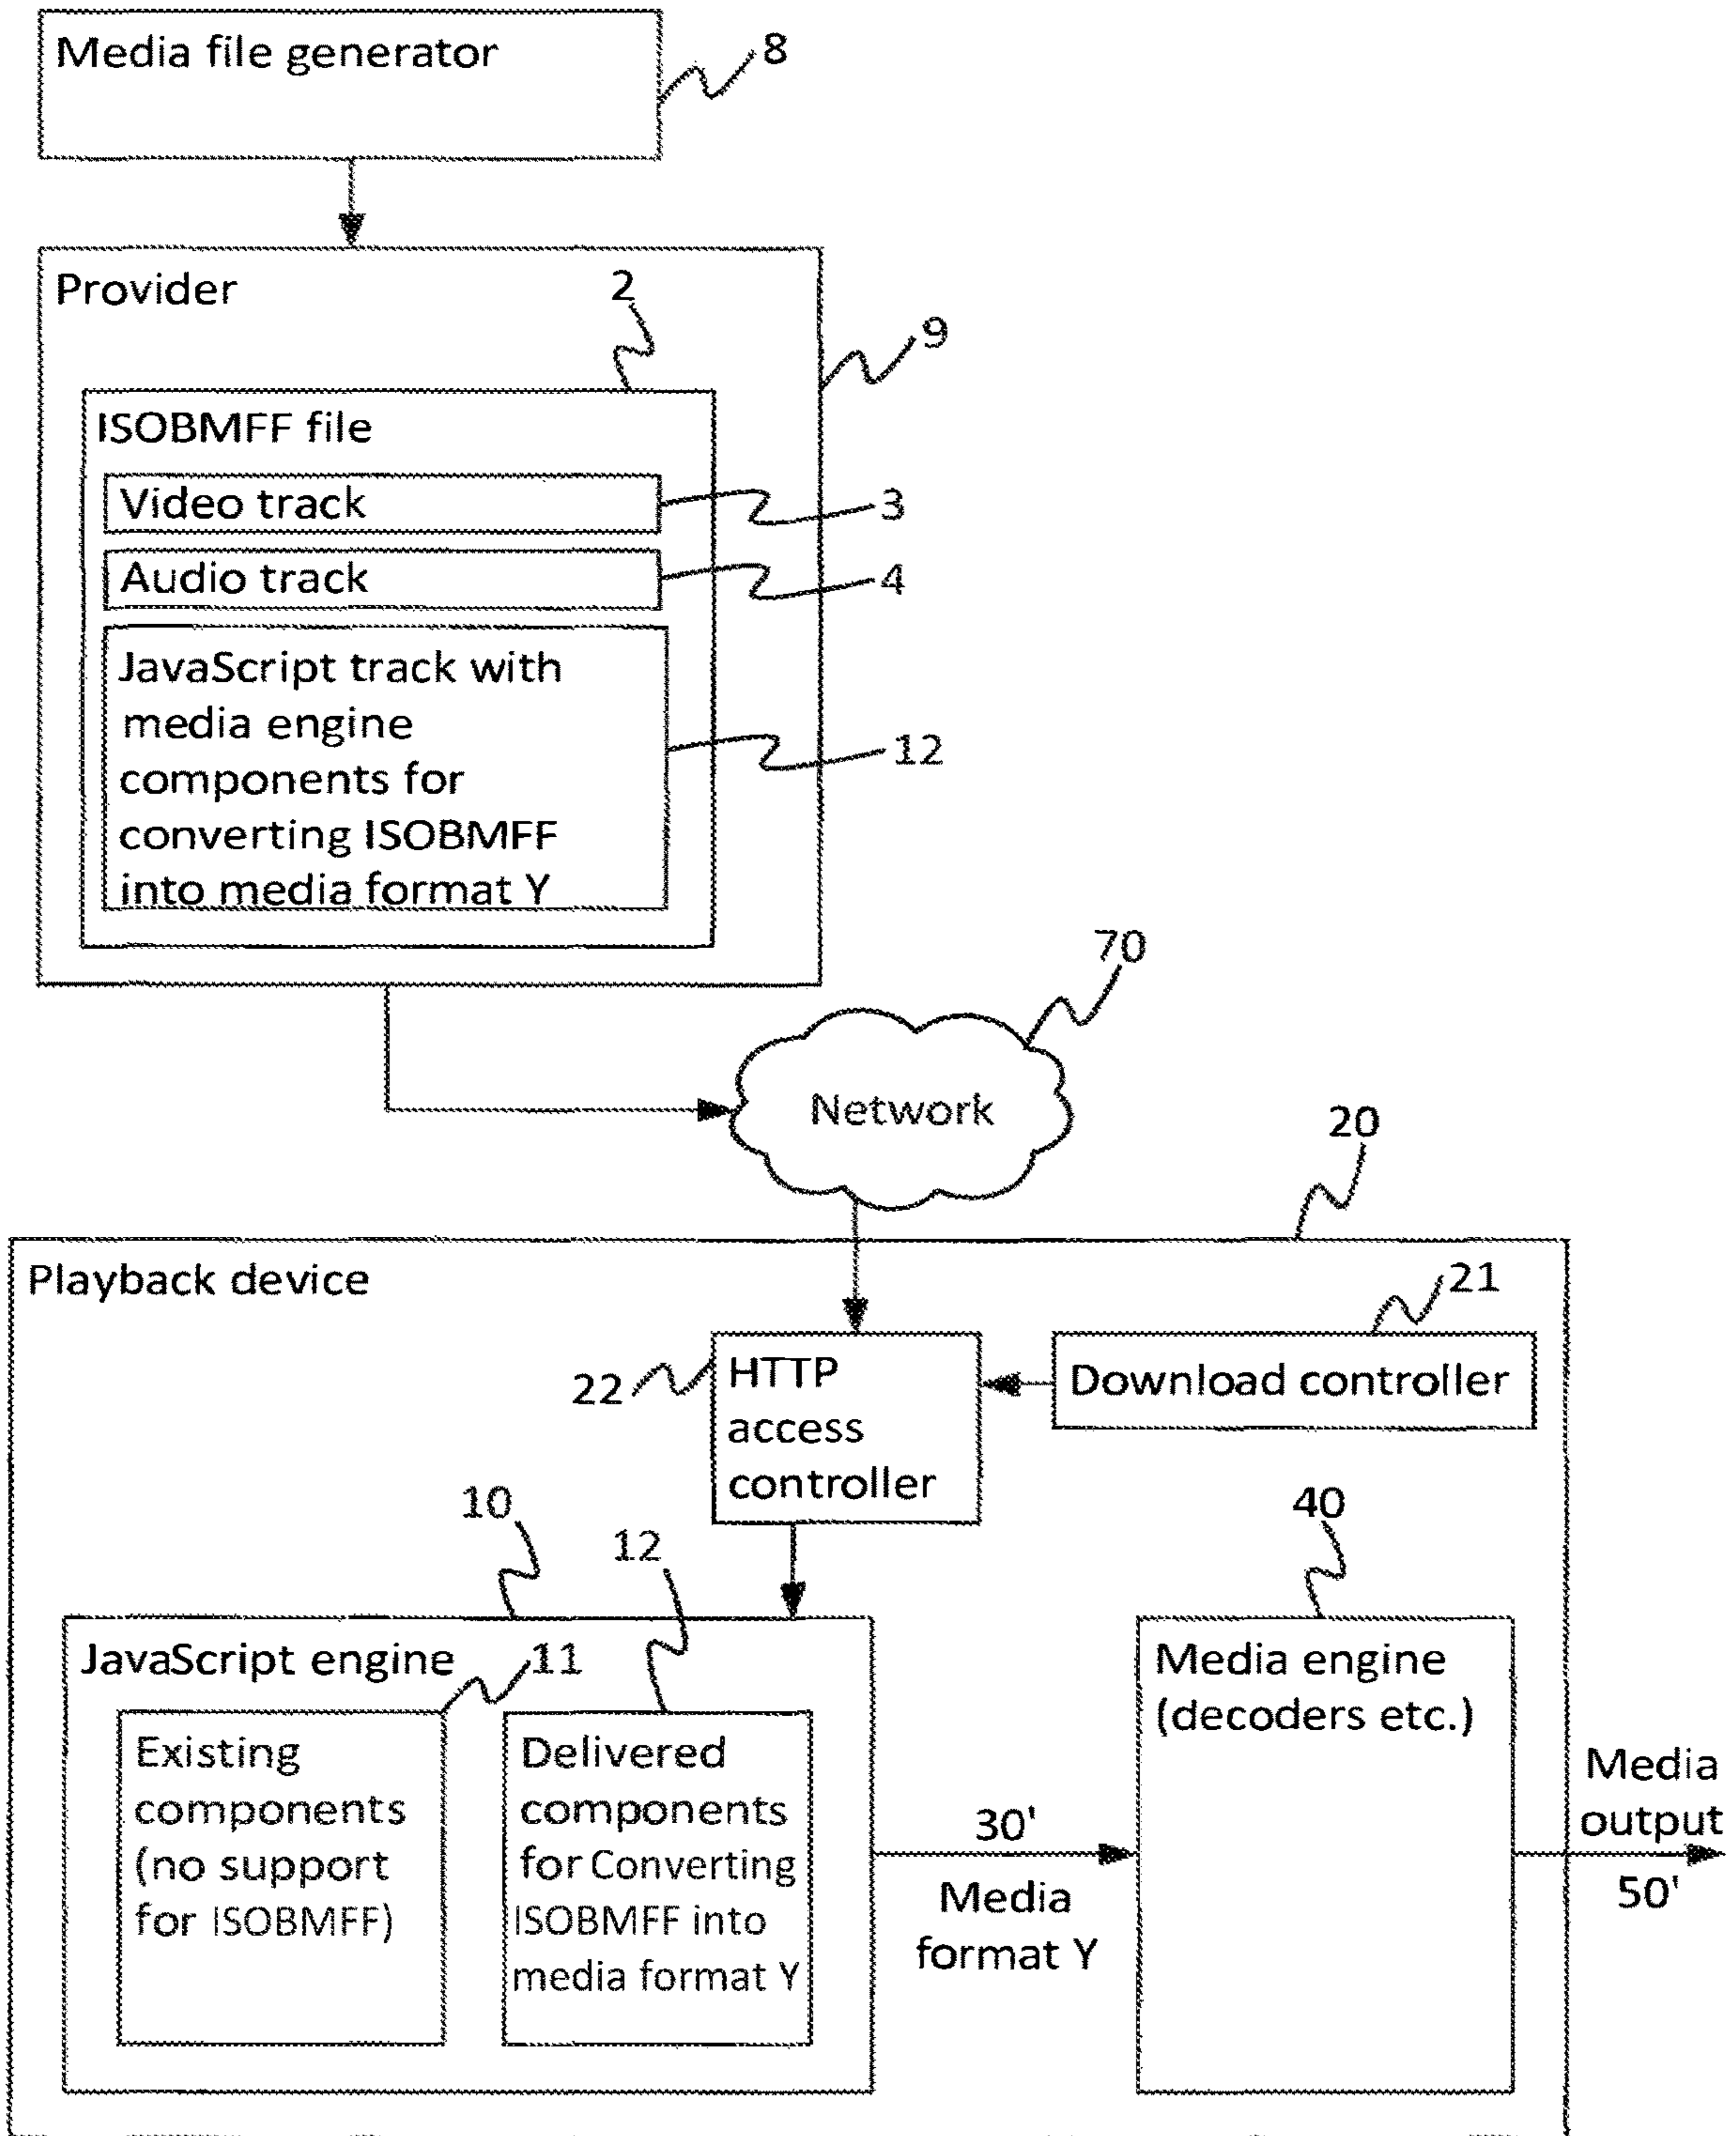 Media file generator
8
Provider
2
9
ISOBMFF file
Video track
3
Audio track
4
JavaScript track with
media engine
components for
converting ISOBMFF
into media format Y
12
70
Network
20
Playback device
21
22
HTTP
access
controller
Download controller
10
12
40
JavaScript engine
11
Existing
components
(no support
for ISOBMFF)
Delivered
components
for Converting
ISOBMFF into
media format Y
30'
Media
format Y
Media engine
(decoders etc.)
Media
output
50'